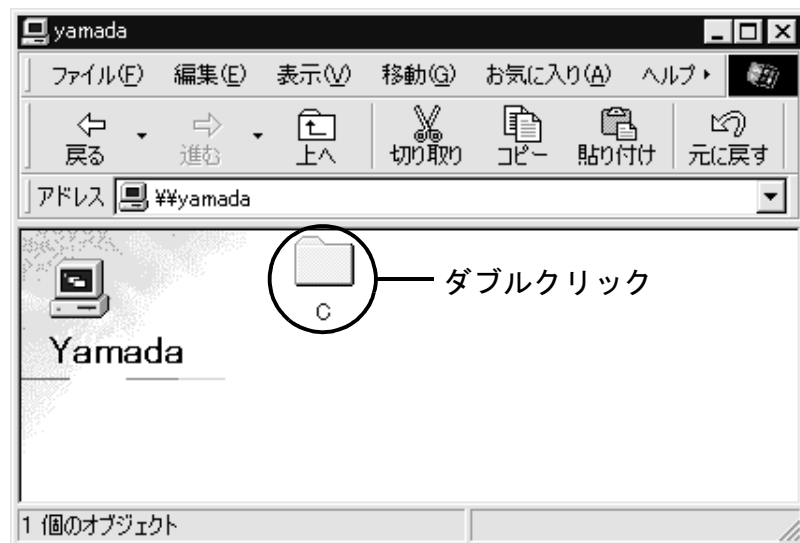 yamada
ファイル(F) 編集(E) 表示(V) 移動(G) お気に入り(A) ヘルプ
戻る 進む 上へ 切り取り コピー 貼り付け 元に戻す
アドレス ¥¥yamada
C
ダブルクリック
Yamada
1 個のオブジェクト